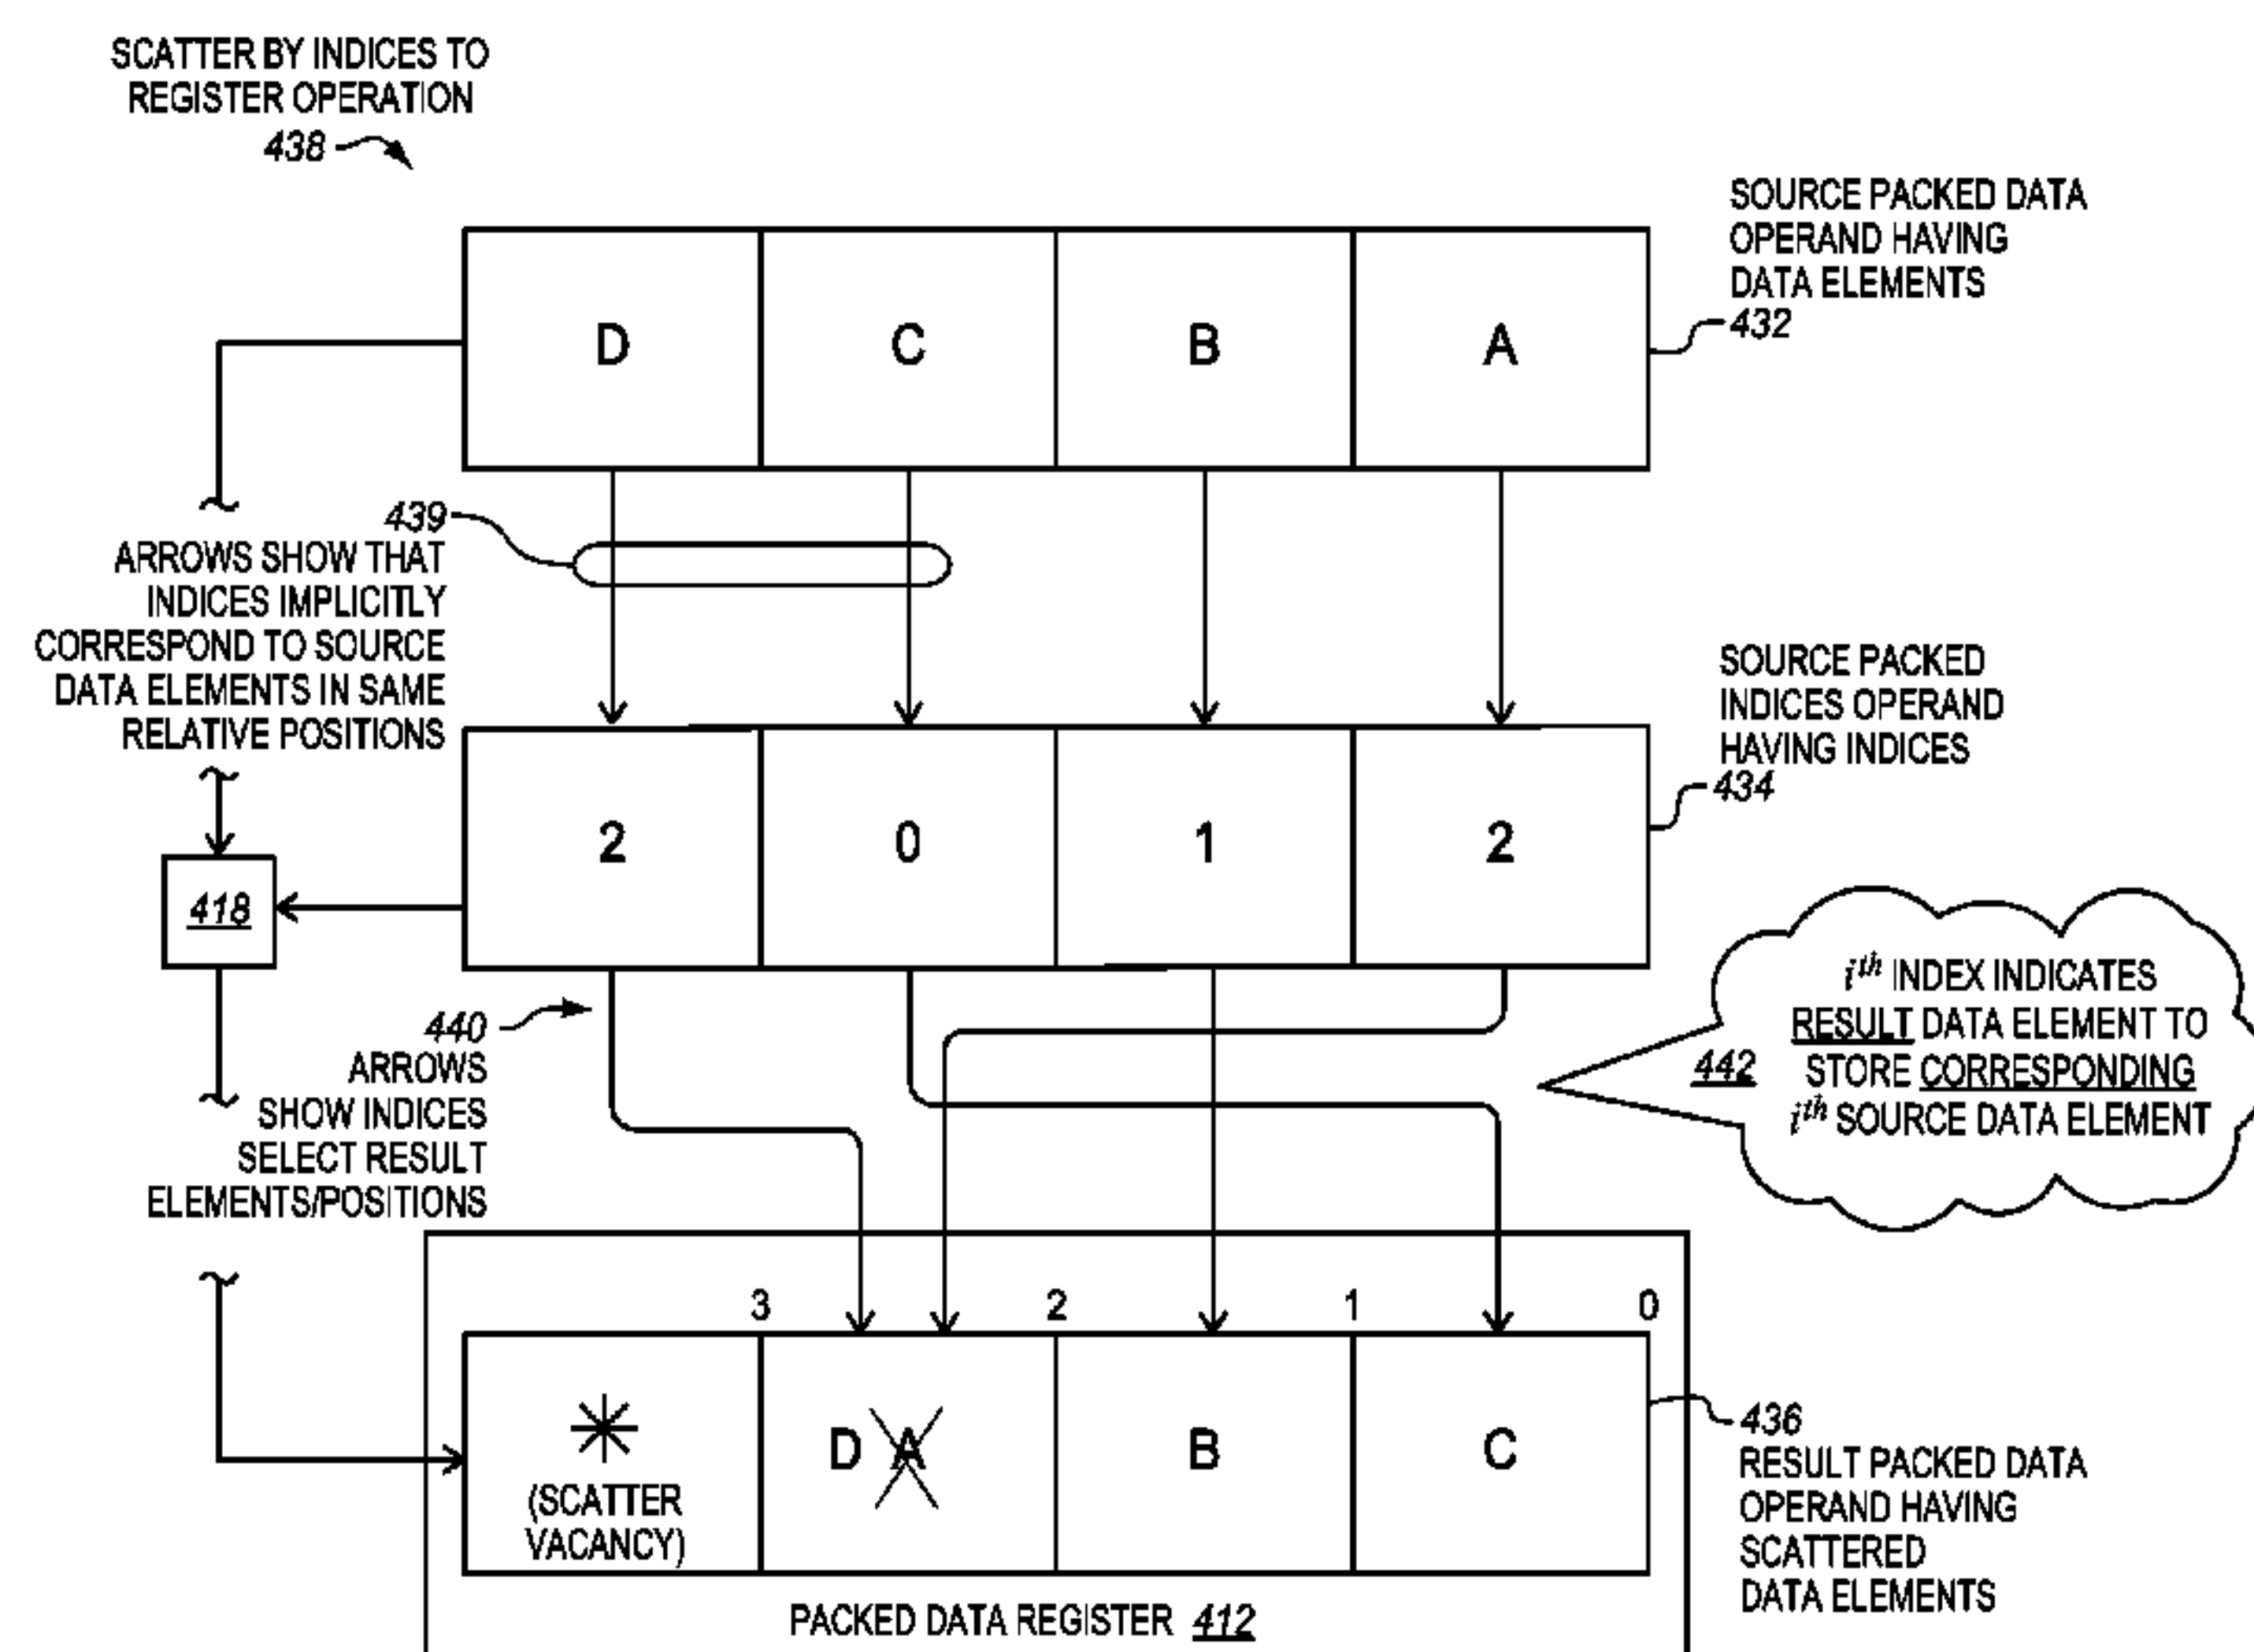 SCATTER BY INDICES TO
REGISTER OPERATION
438
SOURCE PACKED DATA
OPERAND HAVING
DATA ELEMENTS
432
D C B A
439
ARROWS SHOW THAT
INDICES IMPLICITLY
CORRESPOND TO SOURCE
DATA ELEMENTS IN SAME
RELATIVE POSITIONS
SOURCE PACKED
INDICES OPERAND
HAVING INDICES
434
2 0 1 2
418
440
ARROWS
SHOW INDICES
SELECT RESULT
ELEMENTS/POSITIONS
i^th INDEX INDICATES
RESULT DATA ELEMENT TO
442 STORE CORRESPONDING
i^th SOURCE DATA ELEMENT
3 2 1 0
* D A B C
(SCATTER
VACANCY)
436
RESULT PACKED DATA
OPERAND HAVING
SCATTERED
DATA ELEMENTS
PACKED DATA REGISTER 412